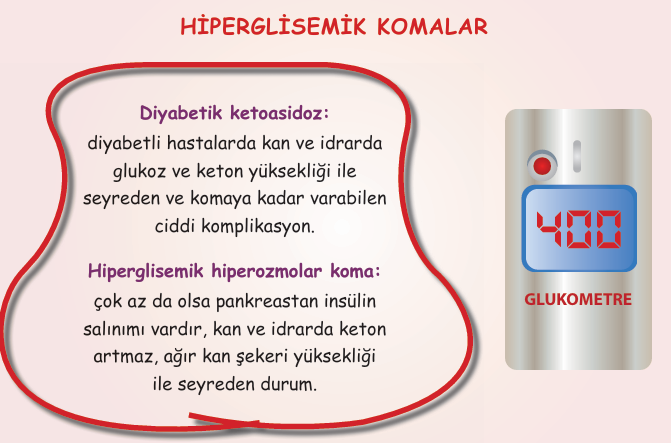 HİPERGLİSEMİK KOMALAR
Diyabetik ketoasidoz:
diyabetli hastalarda kan ve idrarda
glukoz ve keton yüksekliği ile
seyreden ve komaya kadar varabilen
ciddi komplikasyon.
Hiperglisemik hiperozmolar koma:
çok az da olsa pankreastan insülin
salınımı vardır, kan ve idrarda keton
artmaz, ağır kan şekeri yüksekliği
ile seyreden durum.
400
GLUKOMETRE